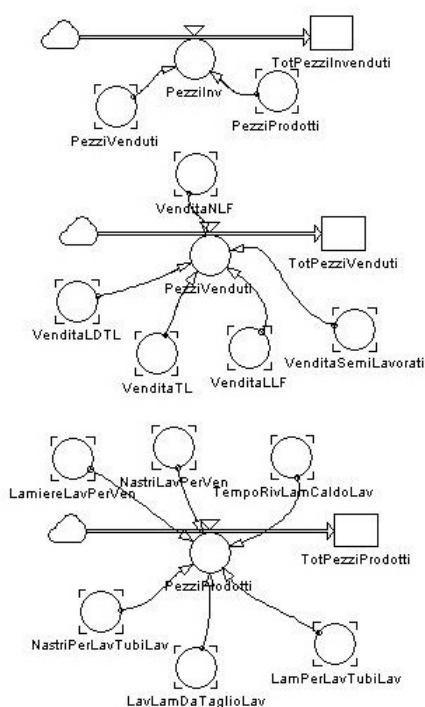 TotPezziInvenduti
PezziInv
PezziVenduti
PezziProdotti
VenditaNLF
TotPezziVenduti
PezziVenduti
VenditaLDTL
VenditaTL
VenditaLLF
VenditaSemiLavorati
NastriLavPerVen
LamiereLavPerVen
TempoRivLamCaldoLav
TotPezziProdotti
PezziProdotti
NastriPerLavTubiLav
LamPerLavTubiLav
LavLamDaTaglioLav